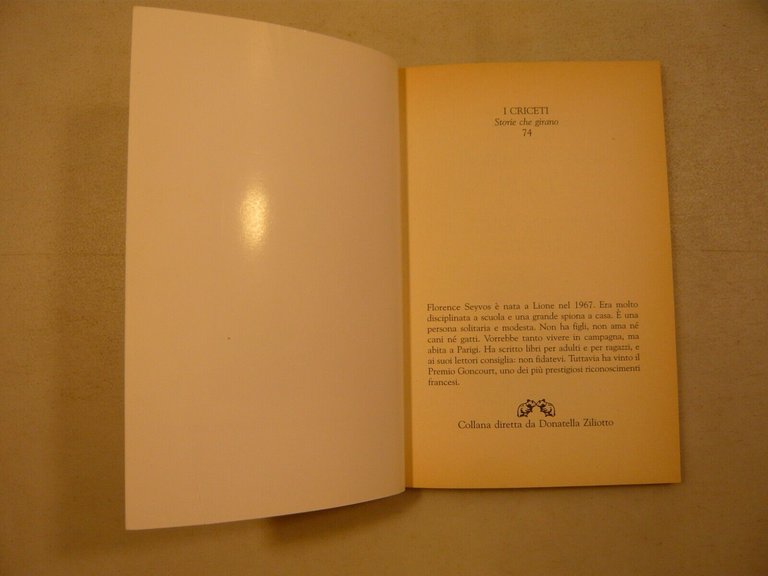 I CRICETI
Storie che girano
74
Florence Seyvos è nata a Lione nel 1967. Era molto
disciplinata a scuola e una grande spiona a casa. È una
persona solitaria e modesta. Non ha figli, non ama né
cani né gatti. Vorrebbe tanto vivere in campagna, ma
abita a Parigi. Ha scritto libri per adulti e per ragazzi, e
ai suoi lettori consiglia: non fidatevi. Tuttavia ha vinto il
Premio Goncourt, uno dei più prestigiosi riconoscimenti
francesi.
Collana diretta da Donatella Ziliotto